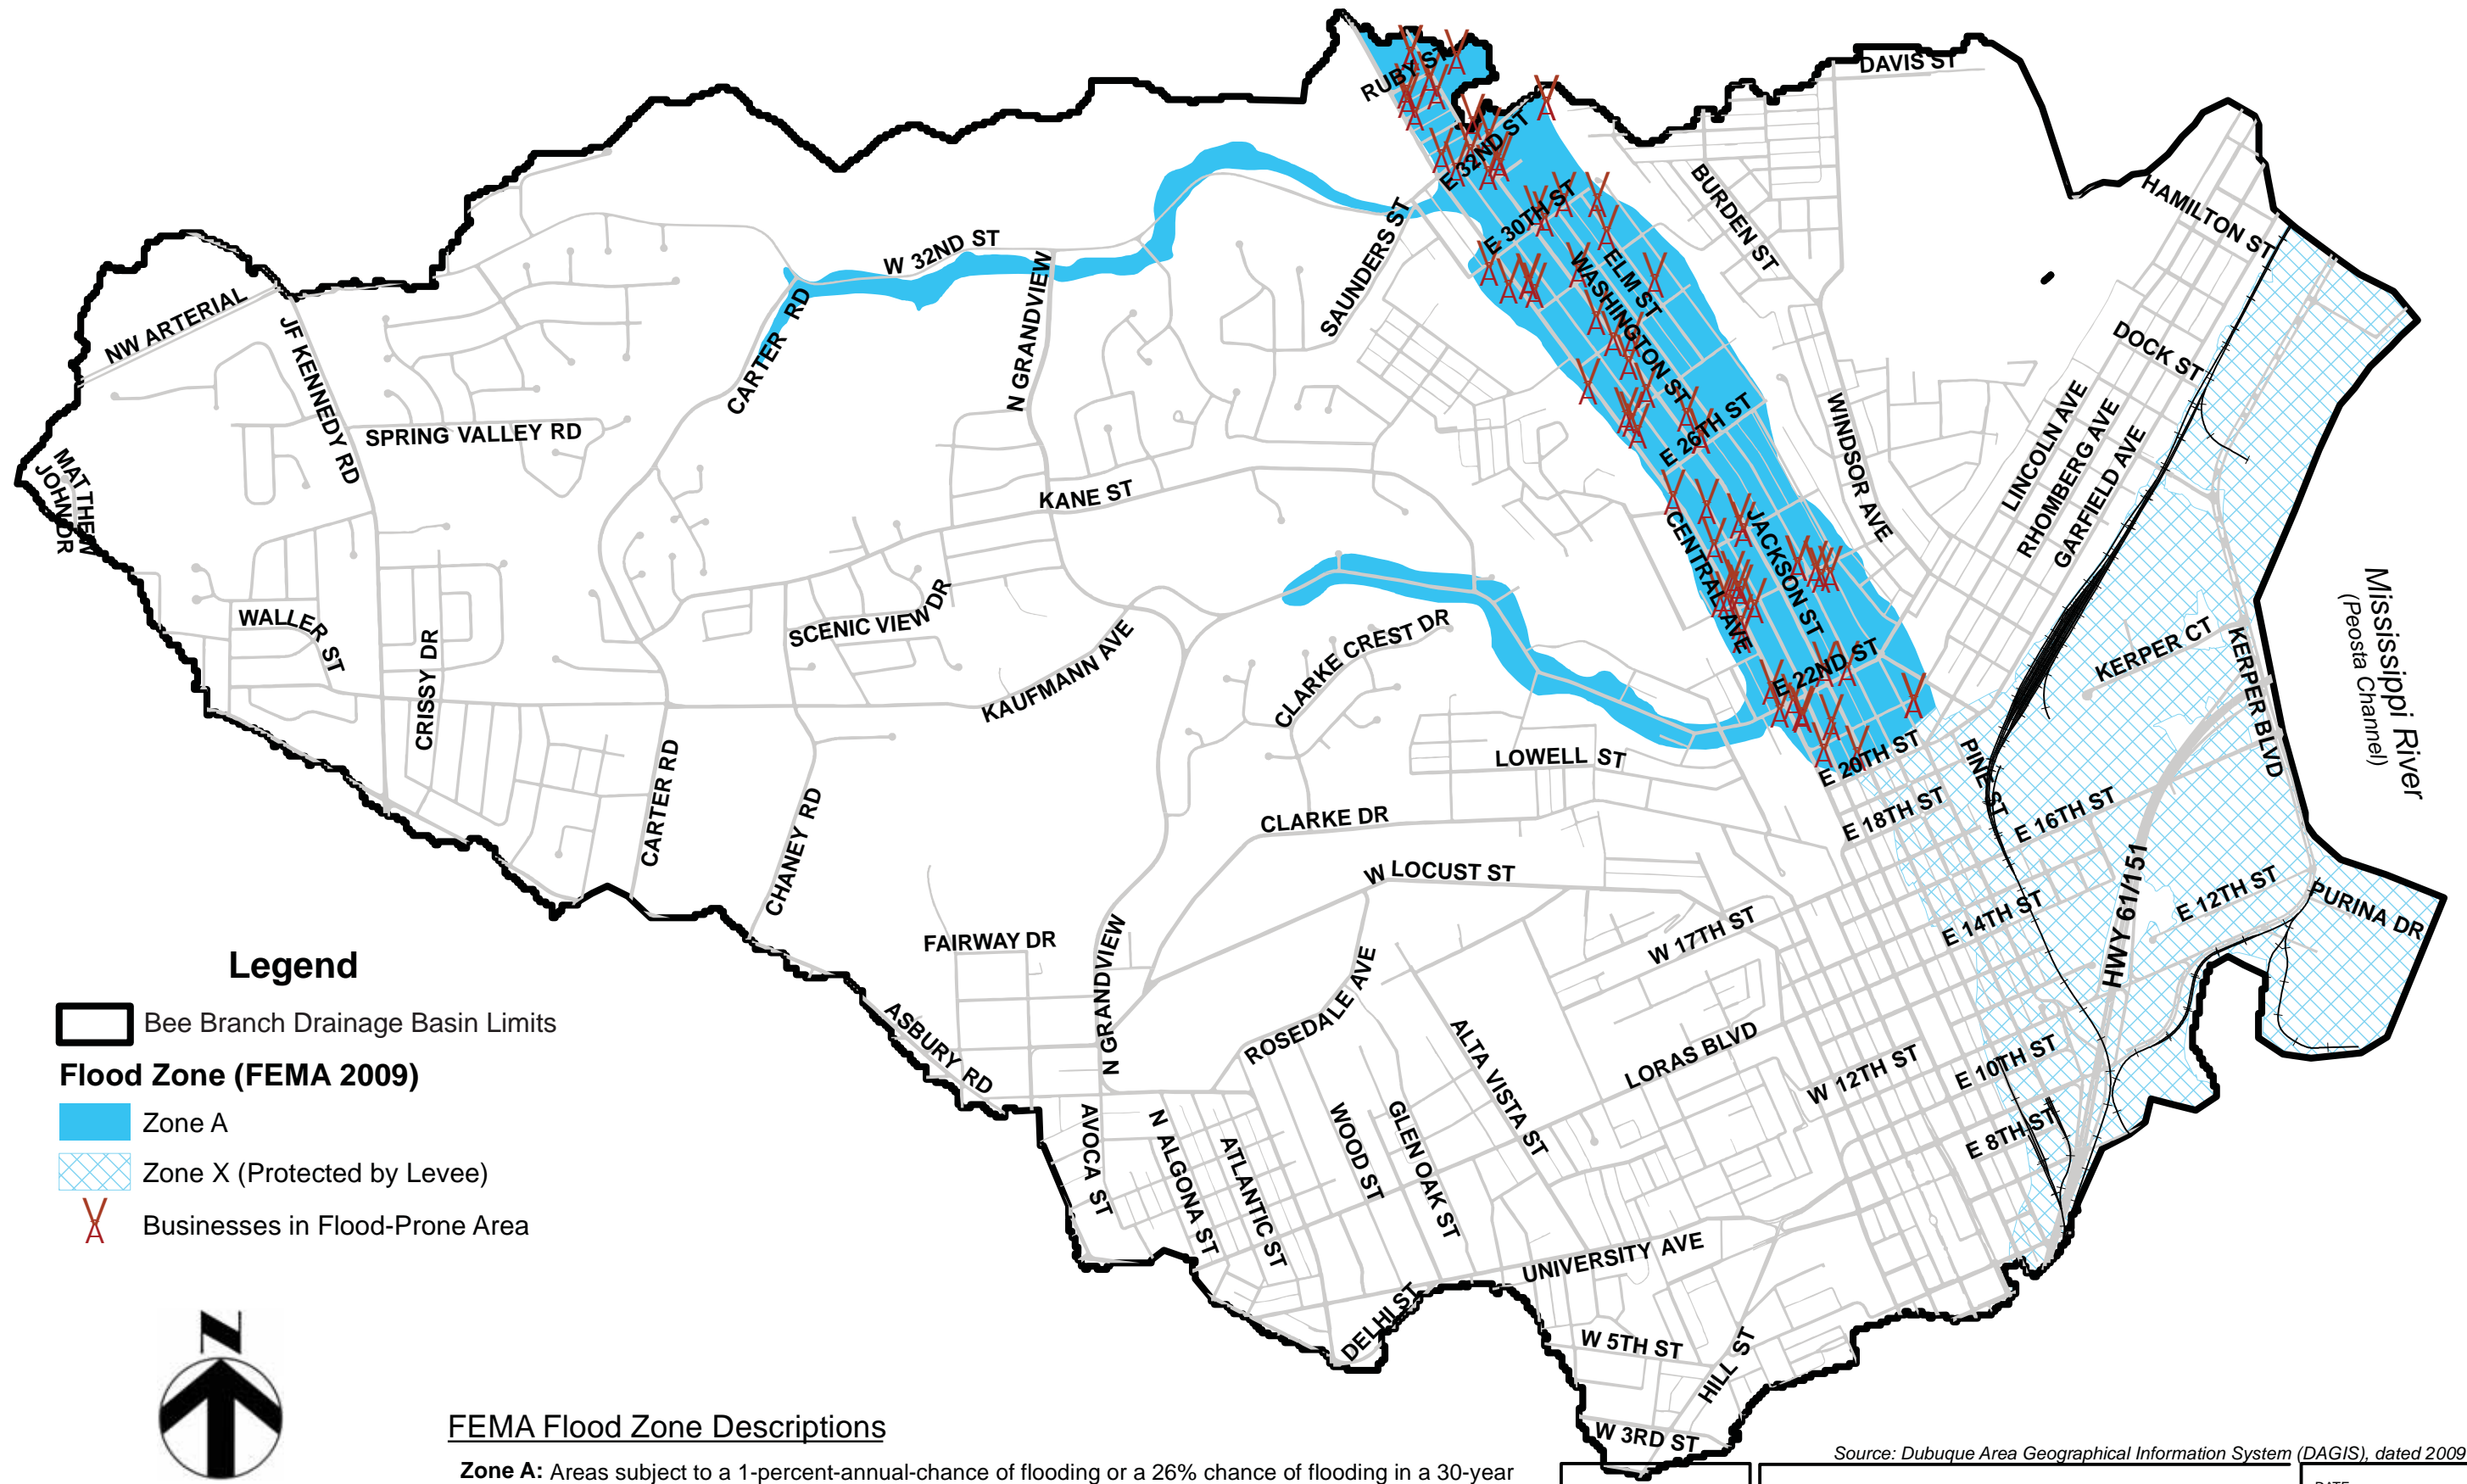 RUBY ST
DAVIS ST
E 32ND ST
HAMILTON ST
BURDEN ST
E 30TH ST
SAUNDERS ST
W 32ND ST
N GRANDVIEW
ELM ST
WASHINGTON ST
NW ARTERIAL
JF KENNEDY RD
CARTER RD
DOCK ST
SPRING VALLEY RD
E 26TH ST
WINDSOR AVE
LINCOLN AVE
RHOMBERG AVE
GARFIELD AVE
MATTHEW
JOHN DR
KANE ST
CENTRAL AVE
JACKSON ST
Mississippi River
(Peosta Channel)
WALLER ST
CRISSY DR
SCENIC VIEW DR
KAUFMANN AVE
CLARKE CREST DR
E 22ND ST
KERPER CT
KERPER BLVD
LOWELL ST
E 20TH ST
PINE ST
CARTER RD
CHANEY RD
CLARKE DR
E 18TH ST
E 16TH ST
W LOCUST ST
HWY 61/151
E 12TH ST
PURINA DR
FAIRWAY DR
N GRANDVIEW
W 17TH ST
E 14TH ST
ROSEDALE AVE
ASBURY RD
ALTA VISTA ST
LORAS BLVD
W 12TH ST
E 10TH ST
E 8TH ST
AVOCA ST
N ALGONA ST
ATLANTIC ST
WOOD ST
GLEN OAK ST
UNIVERSITY AVE
DELHI ST
W 5TH ST
HILL ST
W 3RD ST
Legend
Bee Branch Drainage Basin Limits
Flood Zone (FEMA 2009)
Zone A
Zone X (Protected by Levee)
Businesses in Flood-Prone Area
N
FEMA Flood Zone Descriptions
Zone A: Areas subject to a 1-percent-annual-chance of flooding or a 26% chance of flooding in a 30-year
Source: Dubuque Area Geographical Information System (DAGIS), dated 2009
DATE